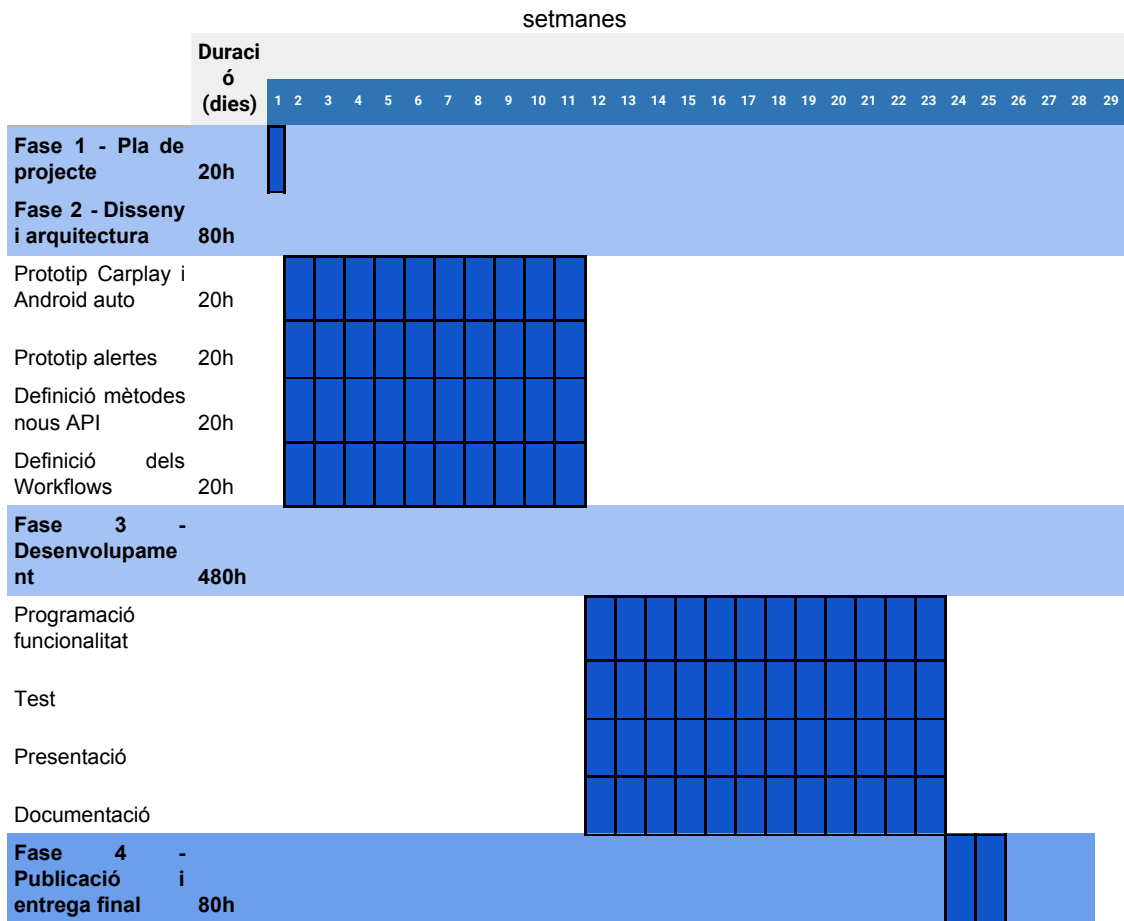 setmanes
Duraci
ó
(dies)
1 2 3 4 5 6 7 8 9 10 11 12 13 14 15 16 17 18 19 20 21 22 23 24 25 26 27 28 29
Fase 1 - Pla de
projecte 20h
Fase 2 - Disseny
i arquitectura 80h
Prototip Carplay i
Android auto 20h
Prototip alertes 20h
Definició mètodes
nous API 20h
Definició dels
Workflows 20h
Fase 3 -
Desenvolupame
nt 480h
Programació
funcionalitat
Test
Presentació
Documentació
Fase 4 -
Publicació i
entrega final 80h